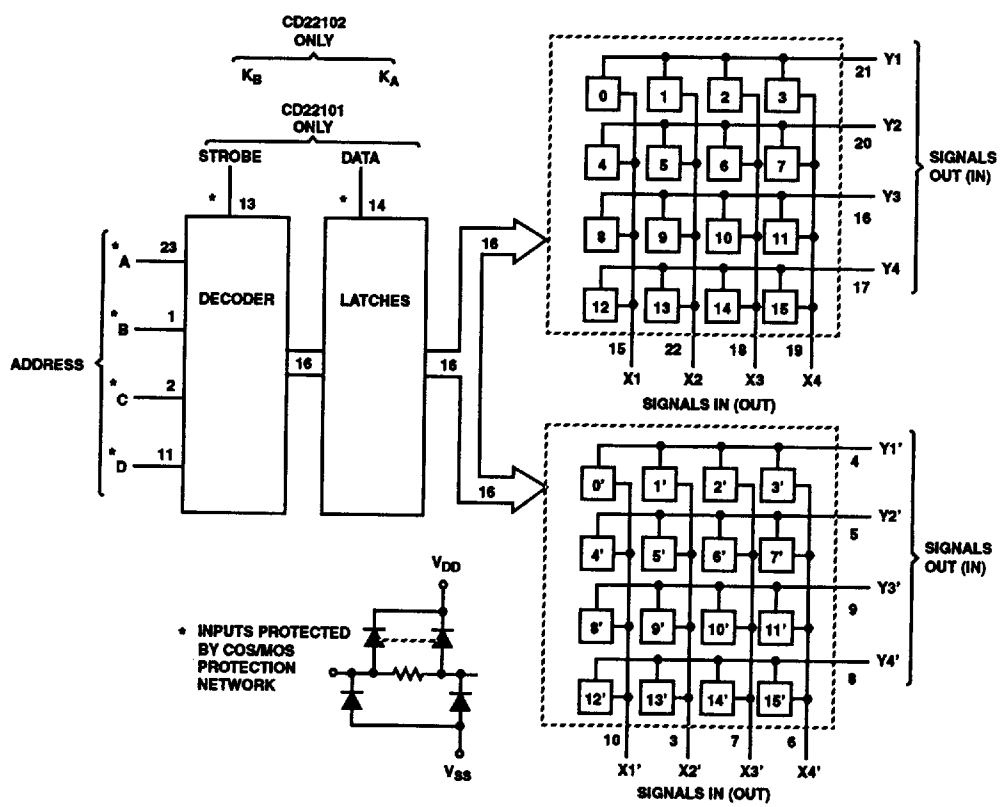 CD22102
ONLY
KB KA
CD22101
ONLY
STROBE DATA
* 13 * 14
ADDRESS
* A 23
* B 1
* C 2
* D 11
DECODER
LATCHES
16
16
16
16
Y1
21
0 1 2 3
Y2
20
4 5 6 7
Y3
16
8 9 10 11
Y4
17
12 13 14 15
SIGNALS
OUT (IN)
15 22 18 19
X1 X2 X3 X4
SIGNALS IN (OUT)
Y1'
4
0' 1' 2' 3'
Y2'
5
4' 5' 6' 7'
Y3'
9
8' 9' 10' 11'
Y4'
8
12' 13' 14' 15'
SIGNALS
OUT (IN)
10 3 7 6
X1' X2' X3' X4'
SIGNALS IN (OUT)
* INPUTS PROTECTED
BY COS/MOS
PROTECTION
NETWORK
VDD
VSS